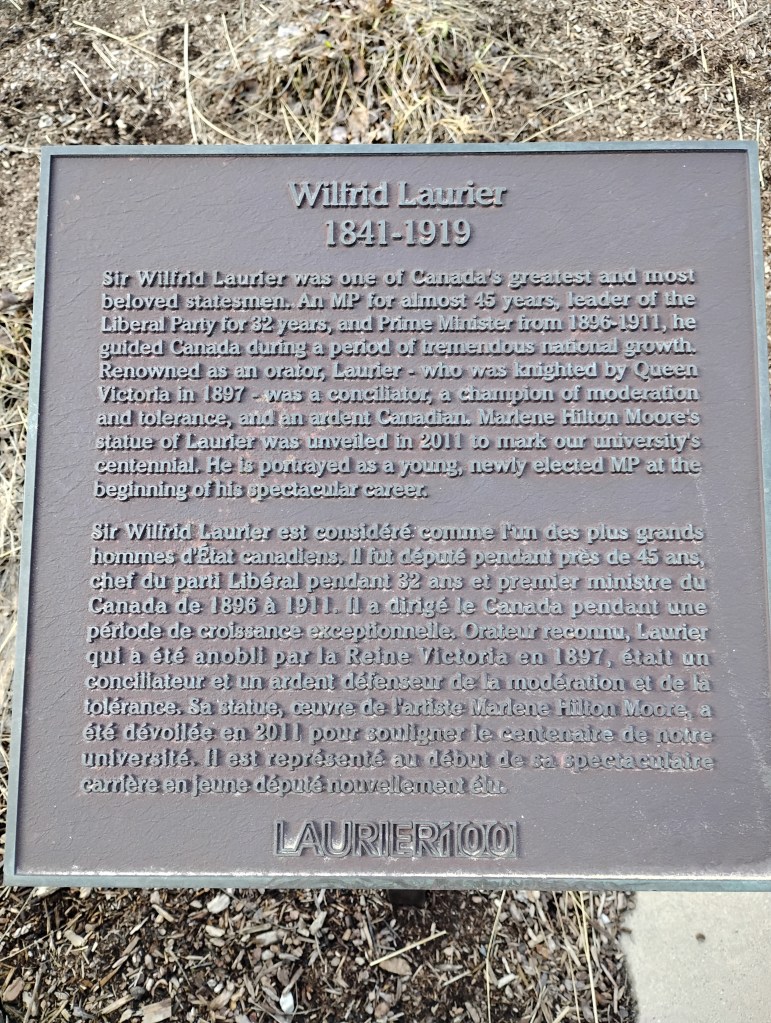 Wilfrid Laurier
1841-1919
Sir Wilfrid Laurier was one of Canada's greatest and most
beloved statesmen. An MP for almost 45 years, leader of the
Liberal Party for 32 years, and Prime Minister from 1896-1911, he
guided Canada during a period of tremendous national growth.
Renowned as an orator, Laurier - who was knighted by Queen
Victoria in 1897 - was a conciliator, a champion of moderation
and tolerance, and an ardent Canadian. Marlene Hilton Moore's
statue of Laurier was unveiled in 2011 to mark our university's
centennial. He is portrayed as a young, newly elected MP at the
beginning of his spectacular career.
Sir Wilfrid Laurier est considéré comme l'un des plus grands
hommes d'État canadiens. Il fut député pendant près de 45 ans,
chef du parti Libéral pendant 32 ans et premier ministre du
Canada de 1896 à 1911. Il a dirigé le Canada pendant une
période de croissance exceptionnelle. Orateur reconnu, Laurier
qui a été anobli par la Reine Victoria en 1897, était un
conciliateur et un ardent défenseur de la modération et de la
tolérance. Sa statue, œuvre de l'artiste Marlene Hilton Moore, a
été dévoilée en 2011 pour souligner le centenaire de notre
université. Il est représenté au début de sa spectaculaire
carrière en jeune député nouvellement élu.
LAURIER100